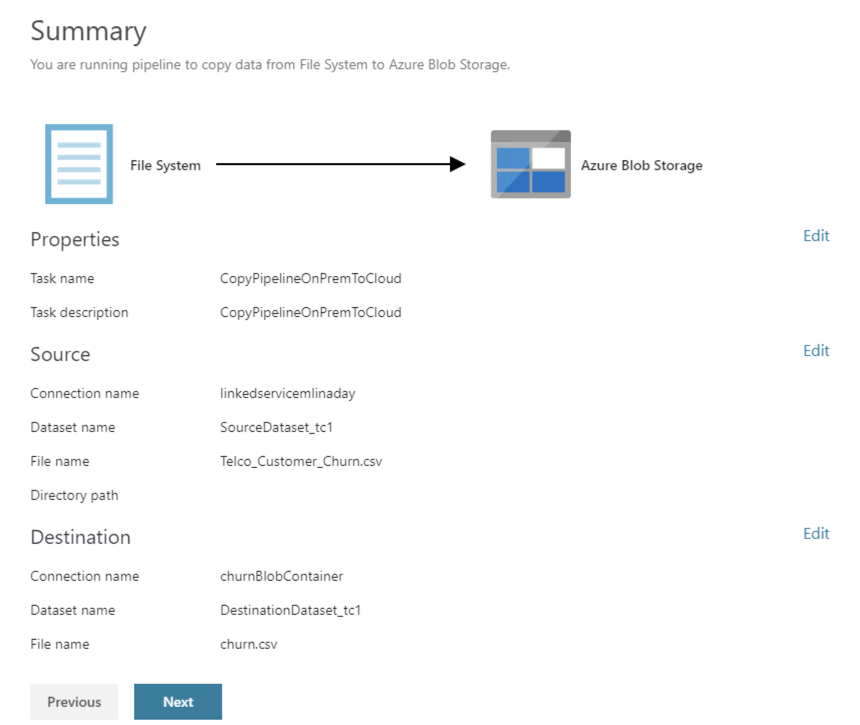 Summary
You are running pipeline to copy data from File System to Azure Blob Storage.
File System
Azure Blob Storage
Properties
Edit
Task name CopyPipelineOnPremToCloud
Task description CopyPipelineOnPremToCloud
Source
Edit
Connection name linkedservicemlinaday
Dataset name SourceDataset_tc1
File name Telco_Customer_Churn.csv
Directory path
Destination
Edit
Connection name churnBlobContainer
Dataset name DestinationDataset_tc1
File name churn.csv
Previous Next